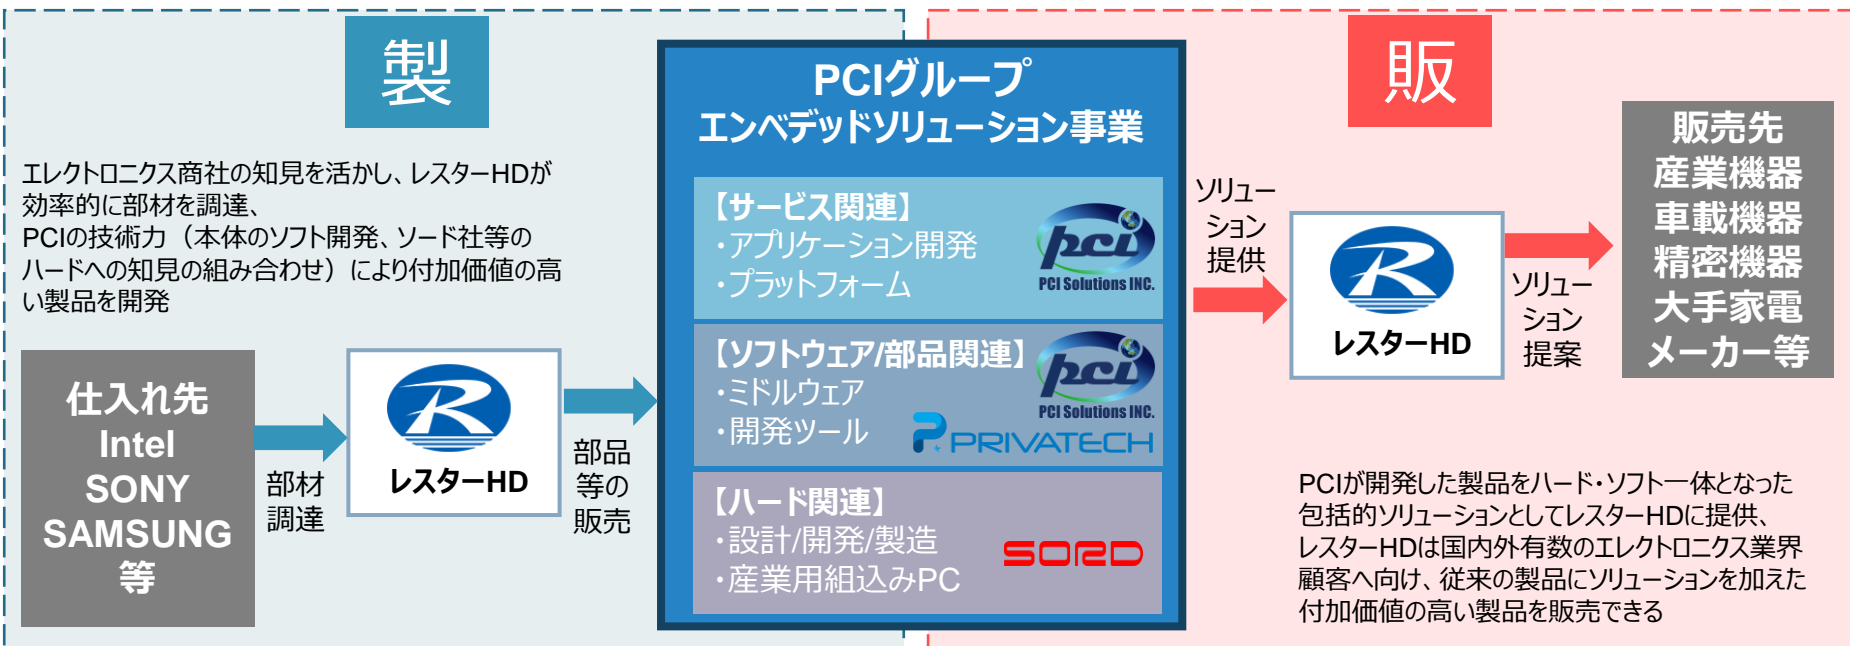 製
エレクトロニクス商社の知見を活かし、レスターHDが
効率的に部材を調達、
PCIの技術力（本体のソフト開発、ソード社等の
ハードへの知見の組み合わせ）により付加価値の高
い製品を開発
仕入れ先
Intel
SONY
SAMSUNG
等
部材
調達
R
レスターHD
部品
等の
販売
PCIグループ
エンベデッドソリューション事業
【サービス関連】
・アプリケーション開発
・プラットフォーム
pci
PCI Solutions INC.
【ソフトウェア/部品関連】
・ミドルウェア
・開発ツール
pci
PCI Solutions INC.
PRIVATECH
【ハード関連】
・設計/開発/製造
・産業用組込みPC
SORD
販
ソリュー
ション
提供
R
レスターHD
ソリュー
ション
提案
販売先
産業機器
車載機器
精密機器
大手家電
メーカー等
PCIが開発した製品をハード・ソフト一体となった
包括的ソリューションとしてレスターHDに提供、
レスターHDは国内外有数のエレクトロニクス業界
顧客へ向け、従来の製品にソリューションを加えた
付加価値の高い製品を販売できる